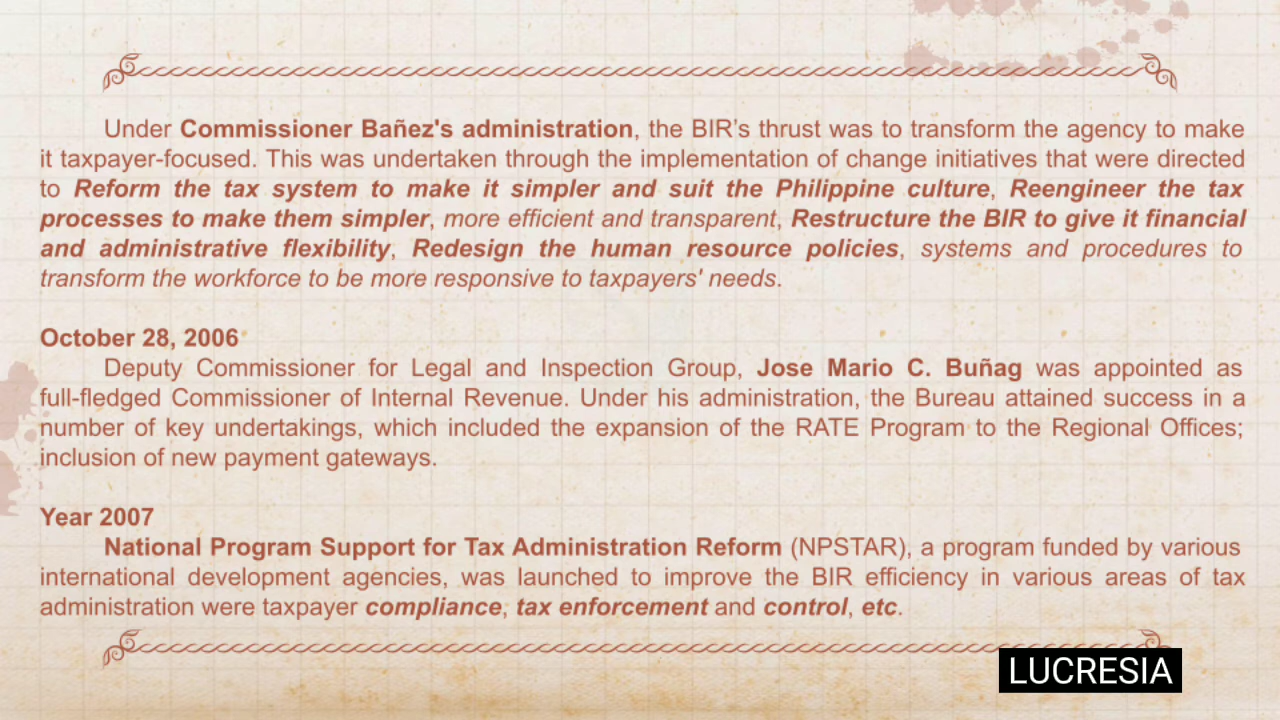 Under Commissioner Bañez's administration, the BIR’s thrust was to transform the agency to make
it taxpayer-focused. This was undertaken through the implementation of change initiatives that were directed
to Reform the tax system to make it simpler and suit the Philippine culture, Reengineer the tax
processes to make them simpler, more efficient and transparent, Restructure the BIR to give it financial
and administrative flexibility, Redesign the human resource policies, systems and procedures to
transform the workforce to be more responsive to taxpayers' needs.
October 28, 2006
Deputy Commissioner for Legal and Inspection Group, Jose Mario C. Buñag was appointed as
full-fledged Commissioner of Internal Revenue. Under his administration, the Bureau attained success in a
number of key undertakings, which included the expansion of the RATE Program to the Regional Offices;
inclusion of new payment gateways.
Year 2007
National Program Support for Tax Administration Reform (NPSTAR), a program funded by various
international development agencies, was launched to improve the BIR efficiency in various areas of tax
administration were taxpayer compliance, tax enforcement and control, etc.
LUCRESIA